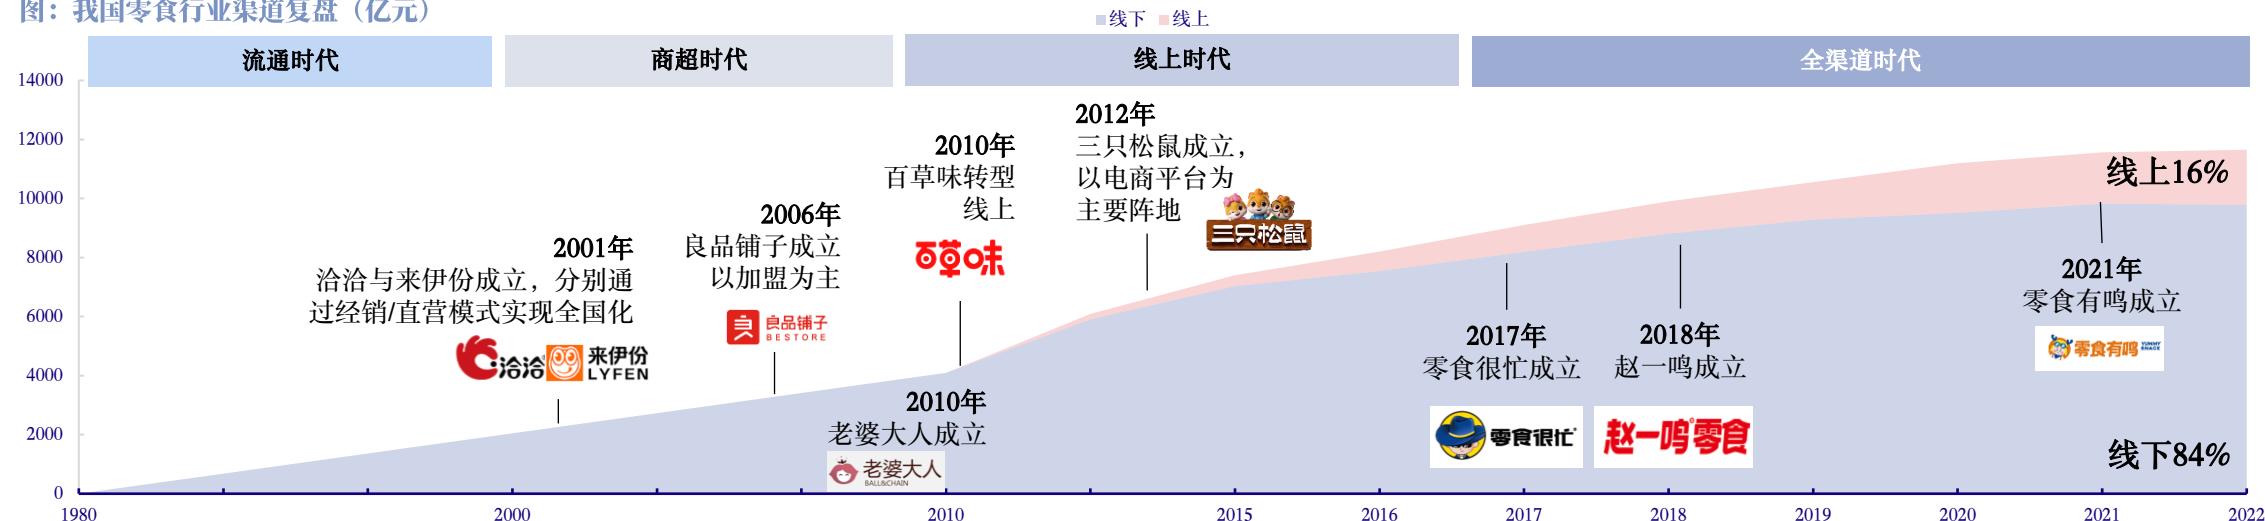 图：我国零食行业渠道复盘（亿元）
线下 线上
流通时代
商超时代
线上时代
全渠道时代
14000
12000
10000
8000
6000
4000
2000
0
2001年
洽洽与来伊份成立，分别通
过经销/直营模式实现全国化
洽洽
来伊份
LYFEN
2006年
良品铺子成立
以加盟为主
良品铺子
BESTORE
2010年
百草味转型
线上
百草味
2010年
老婆大人成立
老婆大人
BALL&CHAIN
2012年
三只松鼠成立，
以电商平台为
主要阵地
三只松鼠
2017年
零食很忙成立
零食很忙
2018年
赵一鸣成立
赵一鸣零食
2021年
零食有鸣成立
零食有鸣
YUMMY
SNACK
线上16%
线下84%
1980
2000
2010
2015
2016
2017
2018
2019
2020
2021
2022